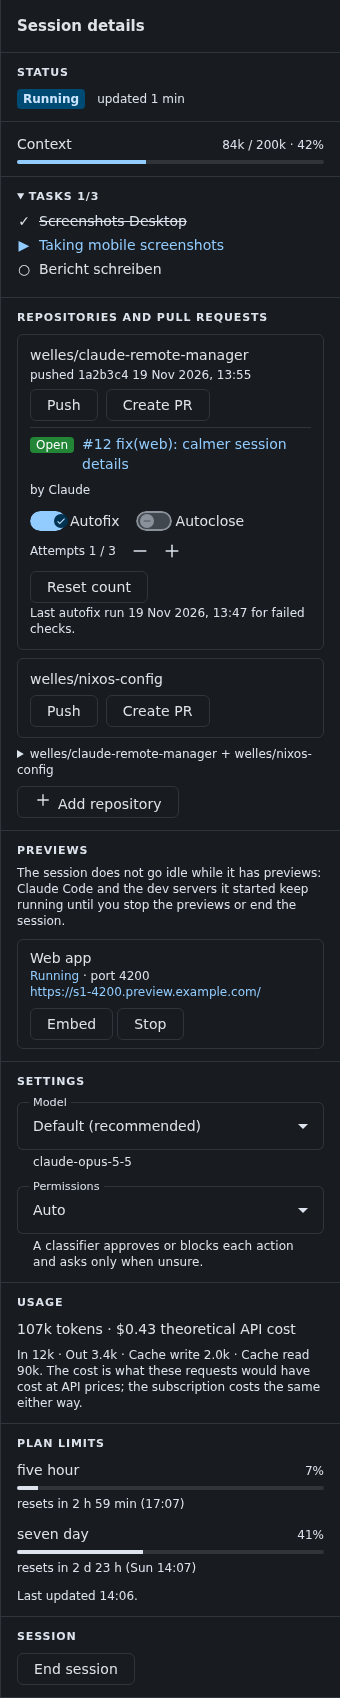 Session details
STATUS
Running updated 1 min
Context 84k / 200k · 42%
▼ TASKS 1/3
✓ Screenshots Desktop
▶ Taking mobile screenshots
○ Bericht schreiben
REPOSITORIES AND PULL REQUESTS
welles/claude-remote-manager
pushed 1a2b3c4 19 Nov 2026, 13:55
Push Create PR
Open #12 fix(web): calmer session
details
by Claude
Autofix Autoclose
Attempts 1 / 3 — +
Reset count
Last autofix run 19 Nov 2026, 13:47 for failed
checks.
welles/nixos-config
Push Create PR
▶ welles/claude-remote-manager + welles/nixos-
config
+ Add repository
PREVIEWS
The session does not go idle while it has previews:
Claude Code and the dev servers it started keep
running until you stop the previews or end the
session.
Web app
Running · port 4200
https://s1-4200.preview.example.com/
Embed Stop
SETTINGS
Model
Default (recommended)
claude-opus-5-5
Permissions
Auto
A classifier approves or blocks each action
and asks only when unsure.
USAGE
107k tokens · $0.43 theoretical API cost
In 12k · Out 3.4k · Cache write 2.0k · Cache read
90k. The cost is what these requests would have
cost at API prices; the subscription costs the same
either way.
PLAN LIMITS
five hour 7%
resets in 2 h 59 min (17:07)
seven day 41%
resets in 2 d 23 h (Sun 14:07)
Last updated 14:06.
SESSION
End session